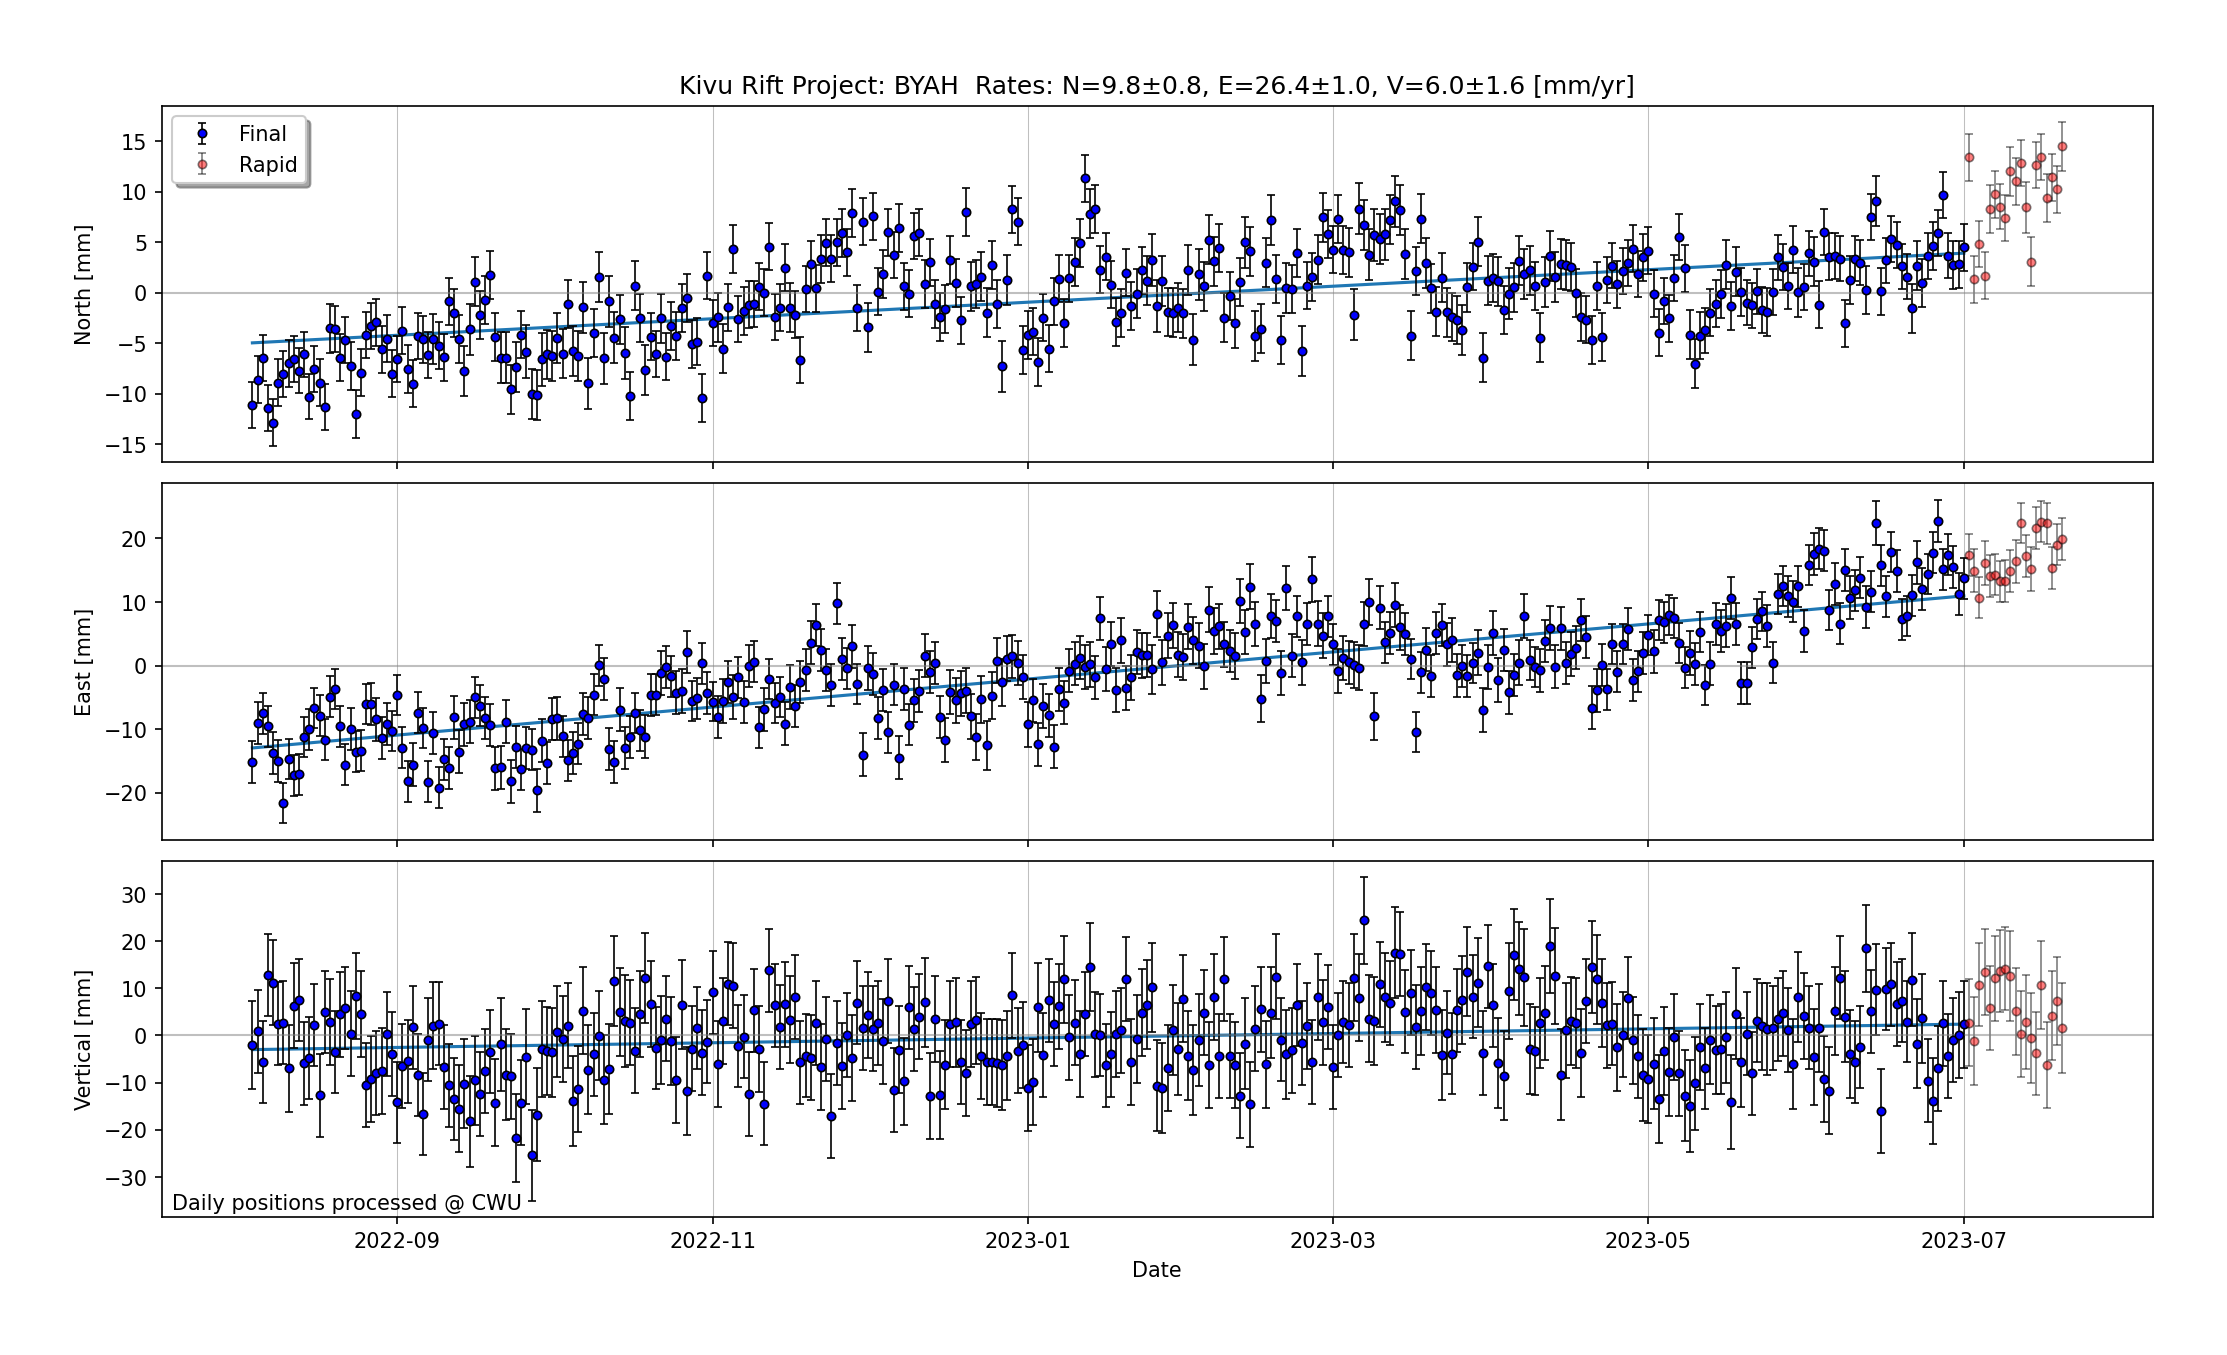 Kivu Rift Project: BYAH  Rates: N=9.8±0.8, E=26.4±1.0, V=6.0±1.6 [mm/yr]
Final
Rapid
North [mm]
15
10
5
0
−5
−10
−15
East [mm]
20
10
0
−10
−20
Vertical [mm]
30
20
10
0
−10
−20
−30
Daily positions processed @ CWU
2022-09 2022-11 2023-01 2023-03 2023-05 2023-07
Date